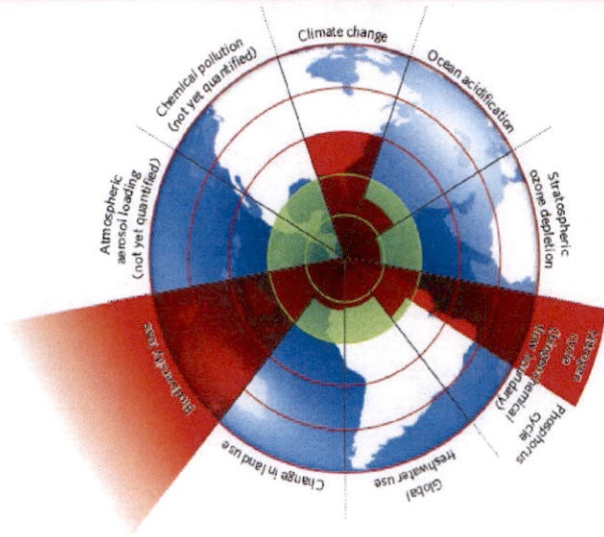 Climate change
Ocean acidification
Stratospheric
ozone depletion
Nitrogen
cycle
(biogeochemical
flow boundary)
Phosphorus
cycle
Global
freshwater use
Change in land use
Biodiversity loss
Atmospheric
aerosol loading
(not yet quantified)
Chemical pollution
(not yet quantified)